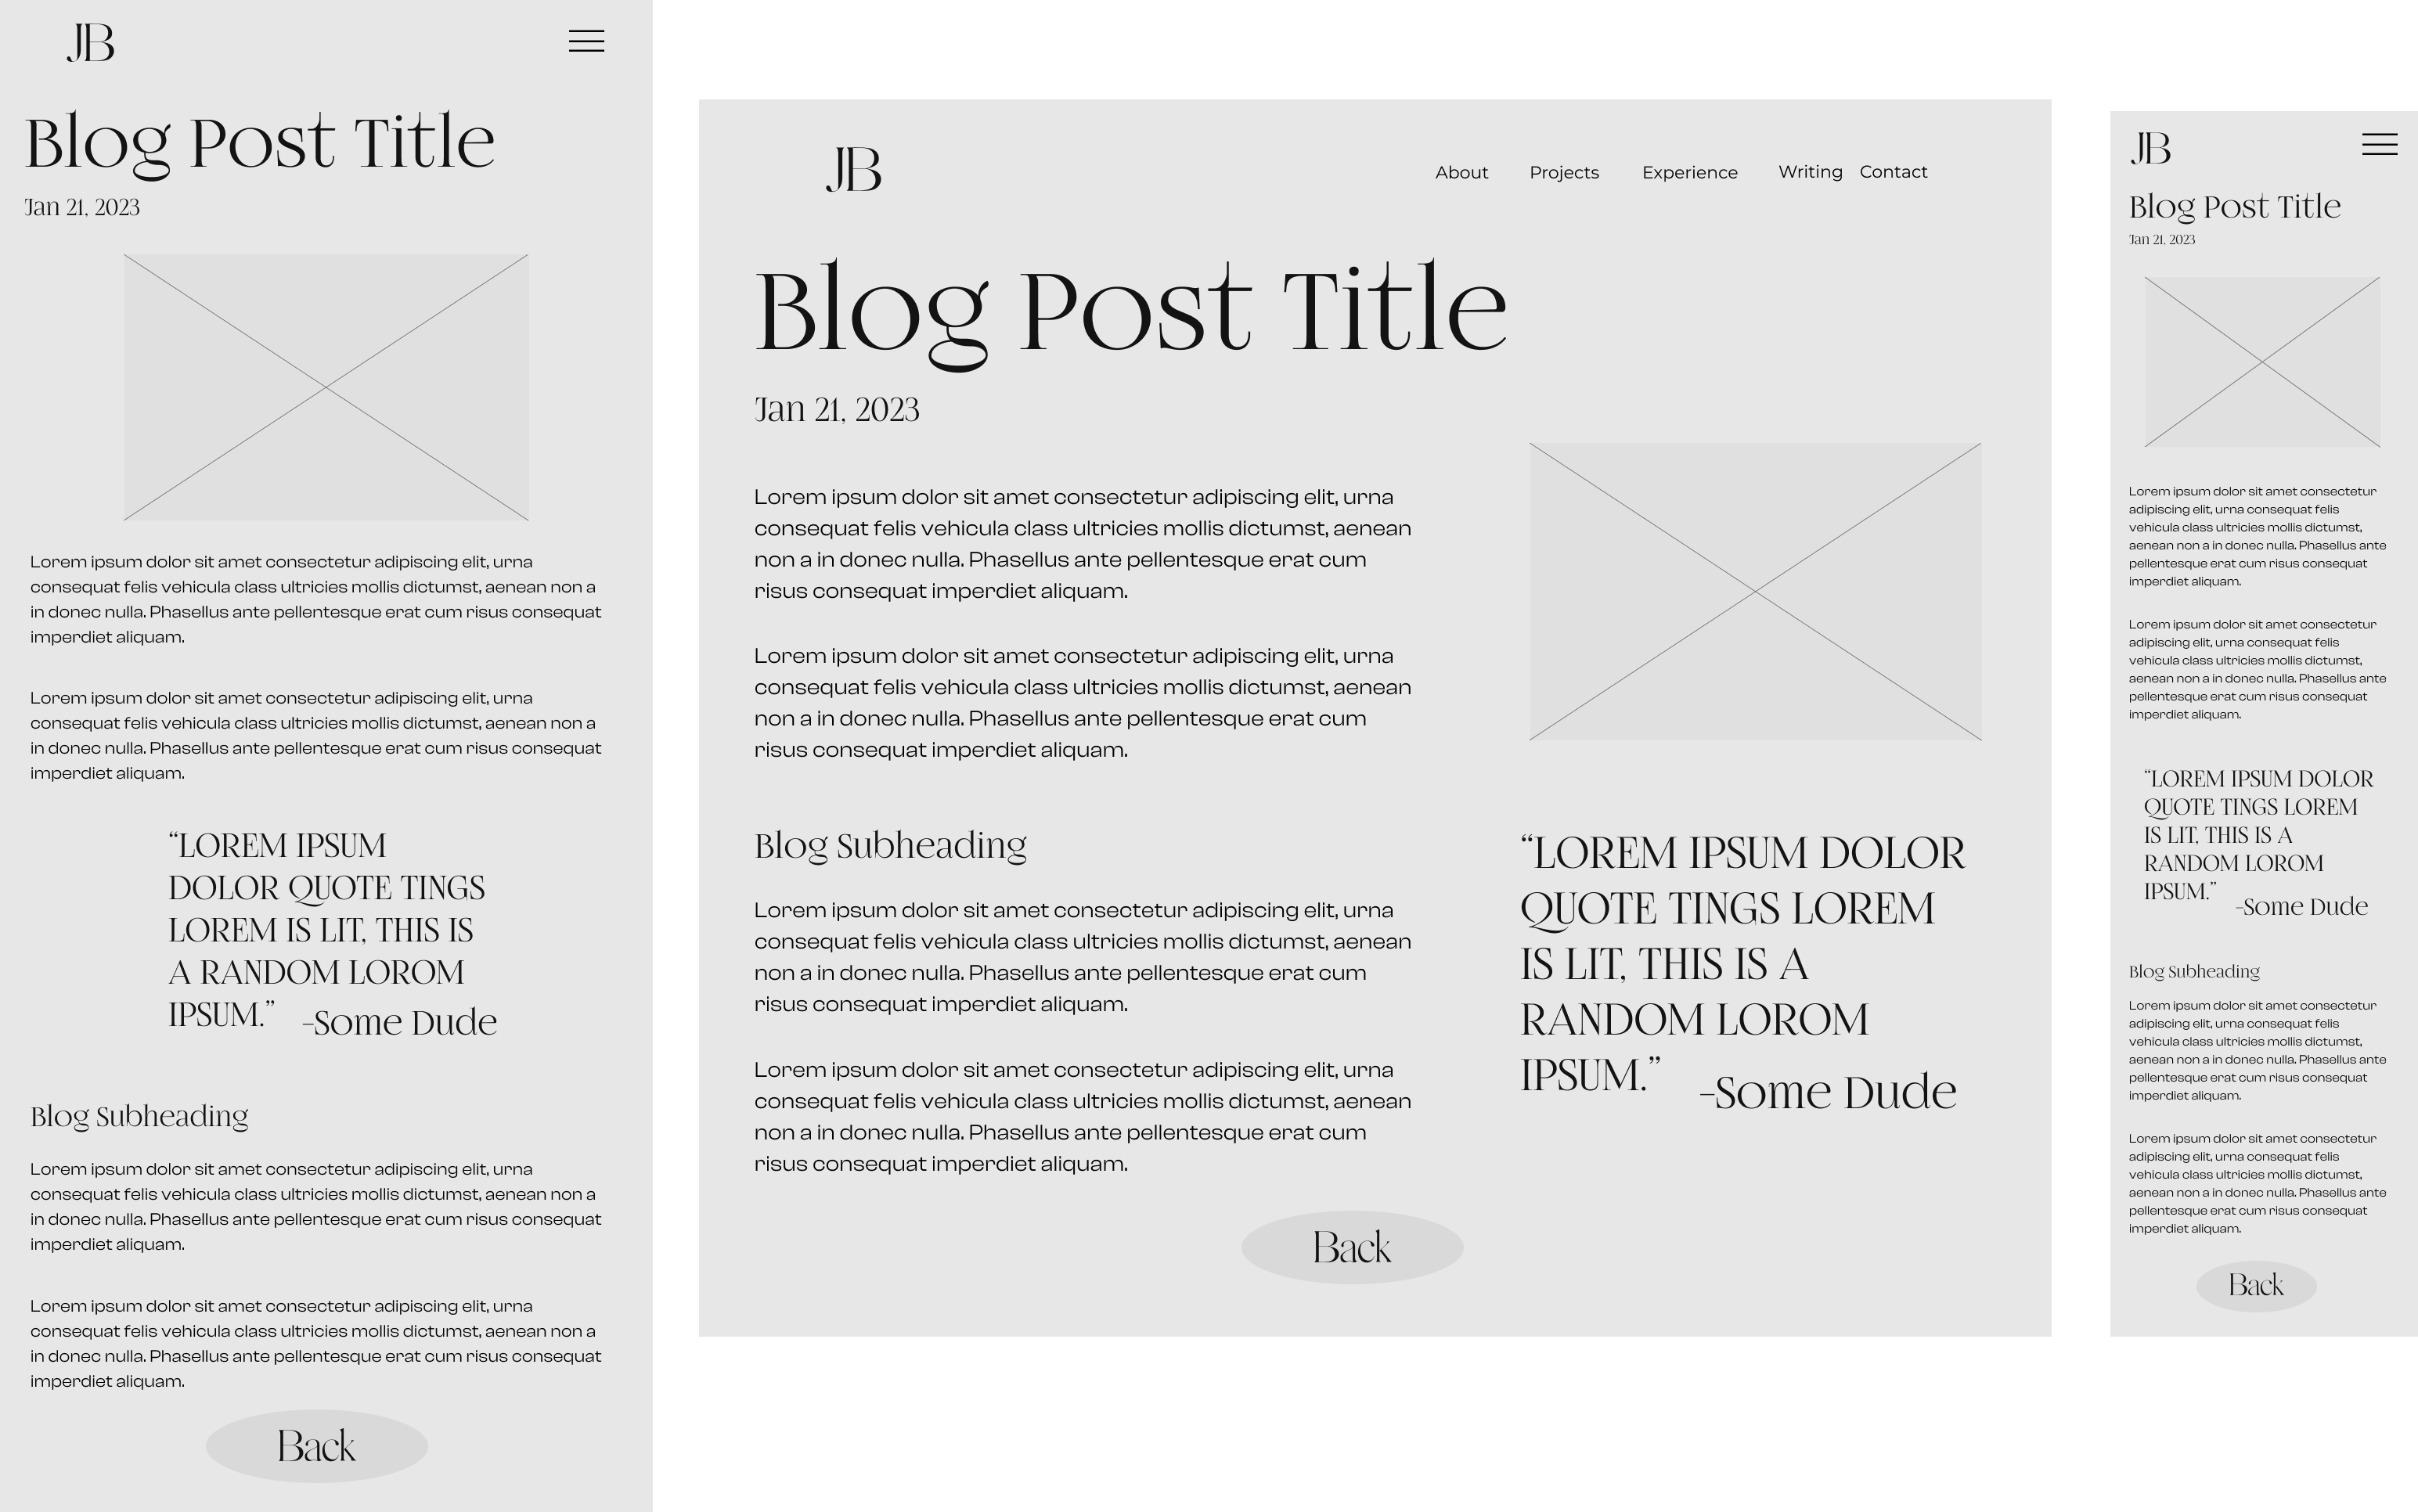 JB
Blog Post Title
Jan 21, 2023
Lorem ipsum dolor sit amet consectetur adipiscing elit, urna
consequat felis vehicula class ultricies mollis dictumst, aenean non a
in donec nulla. Phasellus ante pellentesque erat cum risus consequat
imperdiet aliquam.
Lorem ipsum dolor sit amet consectetur adipiscing elit, urna
consequat felis vehicula class ultricies mollis dictumst, aenean non a
in donec nulla. Phasellus ante pellentesque erat cum risus consequat
imperdiet aliquam.
“LOREM IPSUM
DOLOR QUOTE TINGS
LOREM IS LIT, THIS IS
A RANDOM LOROM
IPSUM.”
-Some Dude
Blog Subheading
Lorem ipsum dolor sit amet consectetur adipiscing elit, urna
consequat felis vehicula class ultricies mollis dictumst, aenean non a
in donec nulla. Phasellus ante pellentesque erat cum risus consequat
imperdiet aliquam.
Lorem ipsum dolor sit amet consectetur adipiscing elit, urna
consequat felis vehicula class ultricies mollis dictumst, aenean non a
in donec nulla. Phasellus ante pellentesque erat cum risus consequat
imperdiet aliquam.
Back
JB
About Projects Experience Writing Contact
Blog Post Title
Jan 21, 2023
Lorem ipsum dolor sit amet consectetur adipiscing elit, urna
consequat felis vehicula class ultricies mollis dictumst, aenean
non a in donec nulla. Phasellus ante pellentesque erat cum
risus consequat imperdiet aliquam.
Lorem ipsum dolor sit amet consectetur adipiscing elit, urna
consequat felis vehicula class ultricies mollis dictumst, aenean
non a in donec nulla. Phasellus ante pellentesque erat cum
risus consequat imperdiet aliquam.
Blog Subheading
Lorem ipsum dolor sit amet consectetur adipiscing elit, urna
consequat felis vehicula class ultricies mollis dictumst, aenean
non a in donec nulla. Phasellus ante pellentesque erat cum
risus consequat imperdiet aliquam.
Lorem ipsum dolor sit amet consectetur adipiscing elit, urna
consequat felis vehicula class ultricies mollis dictumst, aenean
non a in donec nulla. Phasellus ante pellentesque erat cum
risus consequat imperdiet aliquam.
“LOREM IPSUM DOLOR
QUOTE TINGS LOREM
IS LIT, THIS IS A
RANDOM LOROM
IPSUM.”
-Some Dude
Back
JB
Blog Post Title
Jan 21, 2023
Lorem ipsum dolor sit amet consectetur
adipiscing elit, urna consequat felis
vehicula class ultricies mollis dictumst,
aenean non a in donec nulla. Phasellus ante
pellentesque erat cum risus consequat
imperdiet aliquam.
Lorem ipsum dolor sit amet consectetur
adipiscing elit, urna consequat felis
vehicula class ultricies mollis dictumst,
aenean non a in donec nulla. Phasellus ante
pellentesque erat cum risus consequat
imperdiet aliquam.
“LOREM IPSUM DOLOR
QUOTE TINGS LOREM
IS LIT, THIS IS A
RANDOM LOROM
IPSUM.”
-Some Dude
Blog Subheading
Lorem ipsum dolor sit amet consectetur
adipiscing elit, urna consequat felis
vehicula class ultricies mollis dictumst,
aenean non a in donec nulla. Phasellus ante
pellentesque erat cum risus consequat
imperdiet aliquam.
Lorem ipsum dolor sit amet consectetur
adipiscing elit, urna consequat felis
vehicula class ultricies mollis dictumst,
aenean non a in donec nulla. Phasellus ante
pellentesque erat cum risus consequat
imperdiet aliquam.
Back